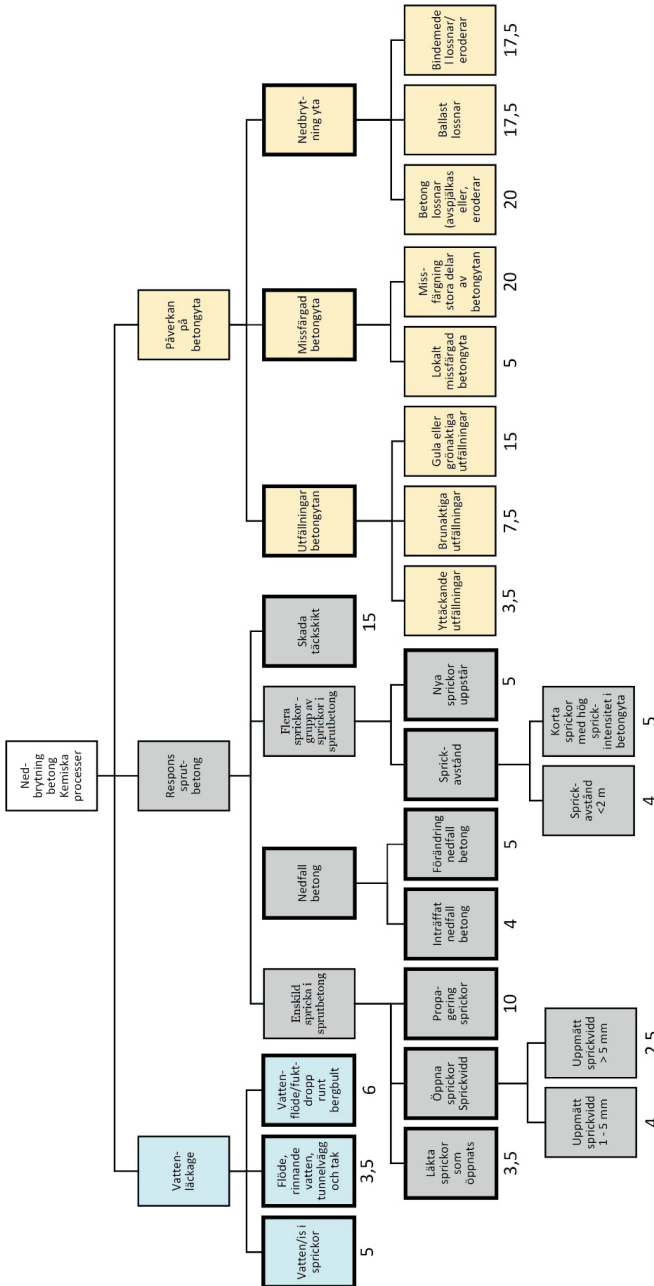 Ned-
brytning
betong
Kemiska
processer
Vatten-
läckage
Respons
sprut-
betong
Påverkan
på
betongyta
Vatten/is i
sprickor
5
Flöde,
rinnande
vatten,
tunnelvägg
och tak
3,5
Vatten-
flöde/fukt-
dropp
runt
bergbult
6
Enskild
spricka i
sprutbetong
Nedfall
betong
Flera
sprickor -
grupp av
sprickor i
sprutbetong
Skada
täckskikt
15
Utfällningar
betongytan
Missfärgad
betongyta
Nedbryt-
ning yta
Läkta
sprickor
som
öppnats
3,5
Öppna
sprickor
Sprickvidd
Propa-
gering
sprickor
10
Inträffat
nedfall
betong
4
Förändring
nedfall
betong
5
Sprick-
avstånd
Nya
sprickor
uppstår
5
Yttäckande
utfällningar
3,5
Brunaktiga
utfällningar
7,5
Gula eller
grönaktiga
utfällningar
15
Lokalt
missfärgad
betongyta
5
Miss-
färgning
stora delar
av
betongytan
20
Betong
lossnar
(avspjälkas
eller,
eroderar
20
Ballast
lossnar
17,5
Bindemede
l lossnar/
eroderar
17,5
Uppmätt
sprickvidd
1 - 5 mm
4
Uppmätt
sprickvidd
> 5 mm
2,5
Sprick-
avstånd
<2 m
4
Korta
sprickor
med hög
sprick-
intensitet i
betongyta
5